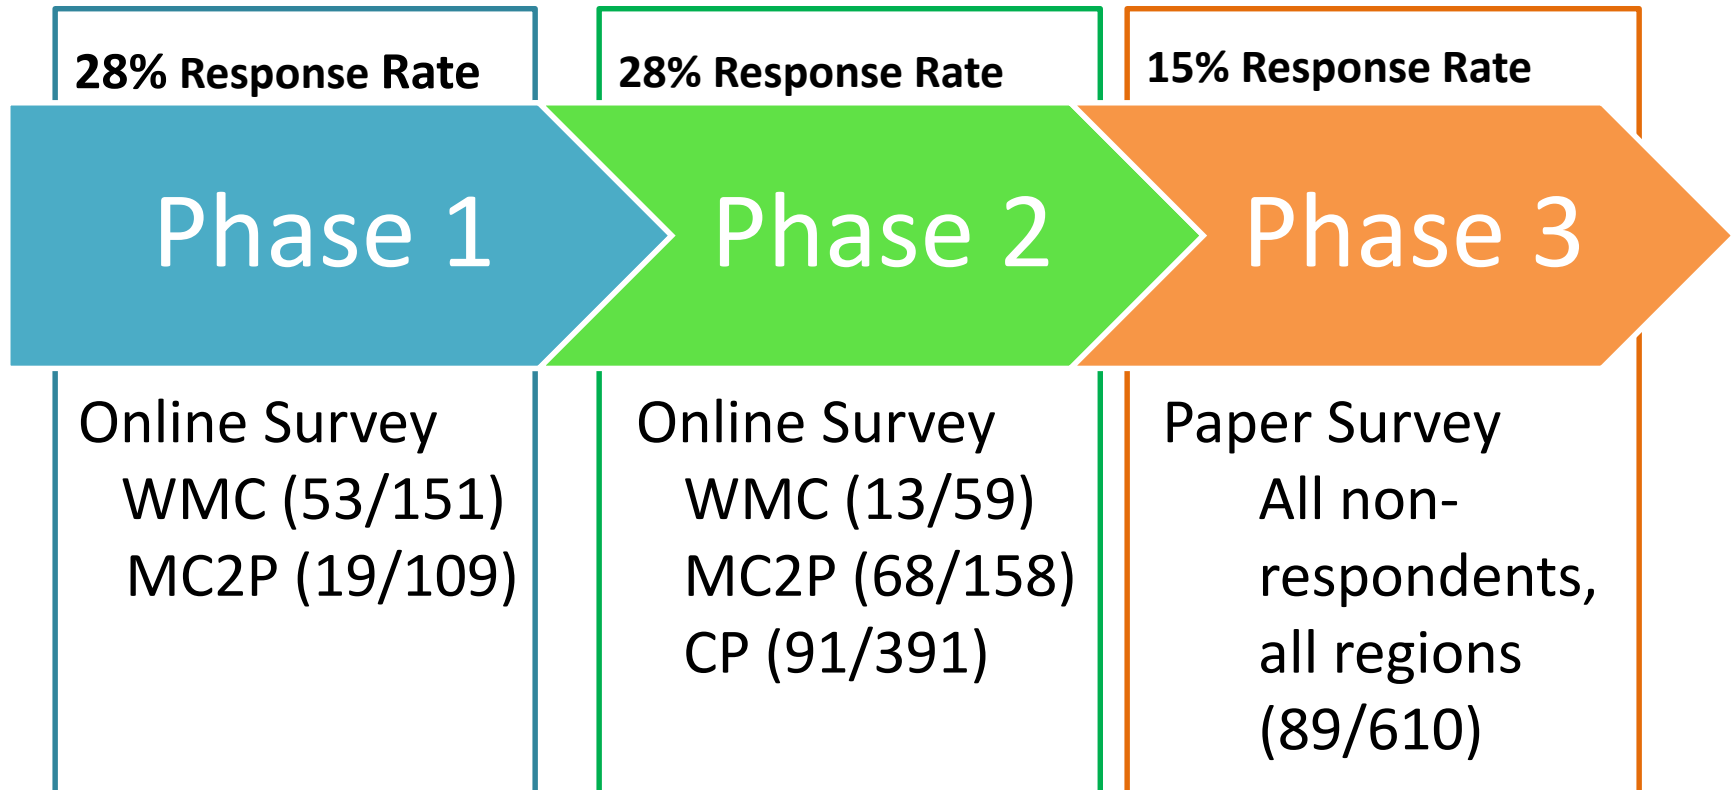 28% Response Rate
Phase 1
Online Survey
WMC (53/151)
MC2P (19/109)
28% Response Rate
Phase 2
Online Survey
WMC (13/59)
MC2P (68/158)
CP (91/391)
15% Response Rate
Phase 3
Paper Survey
All non-
respondents,
all regions
(89/610)